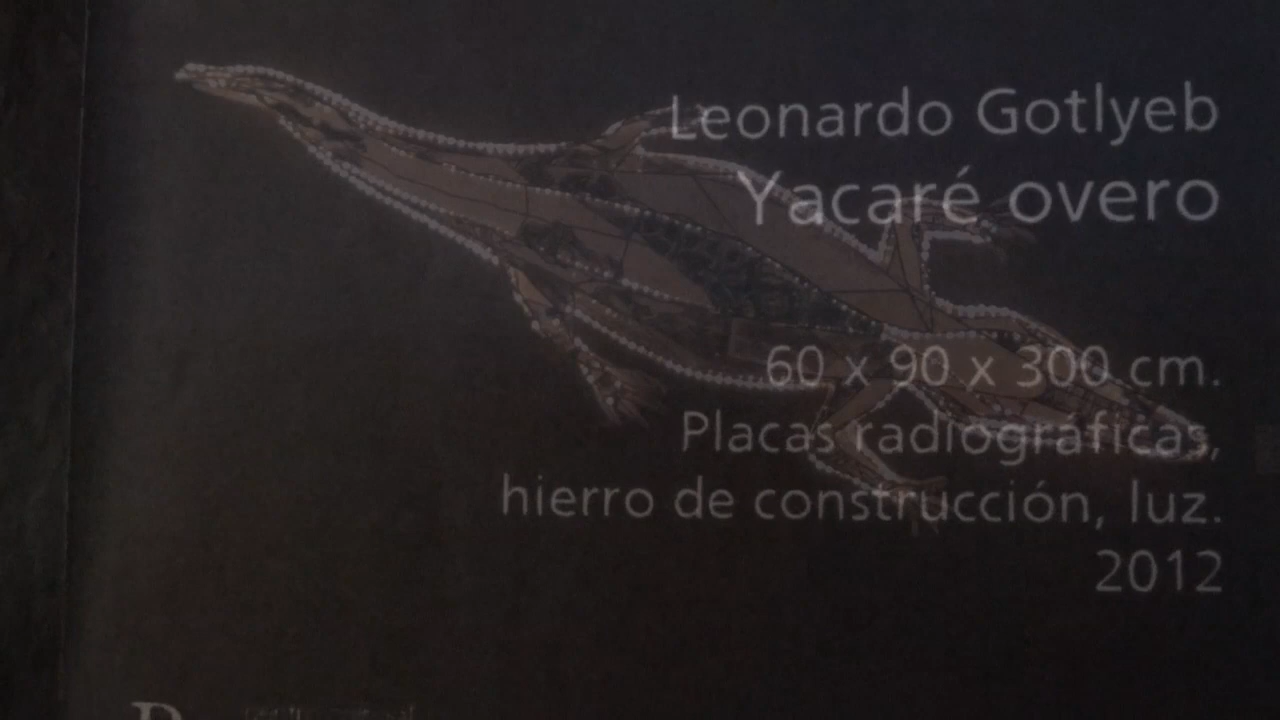 Leonardo Gotlyeb
Yacaré overo
60 x 90 x 300 cm.
Placas radiográficas,
hierro de construcción, luz.
2012